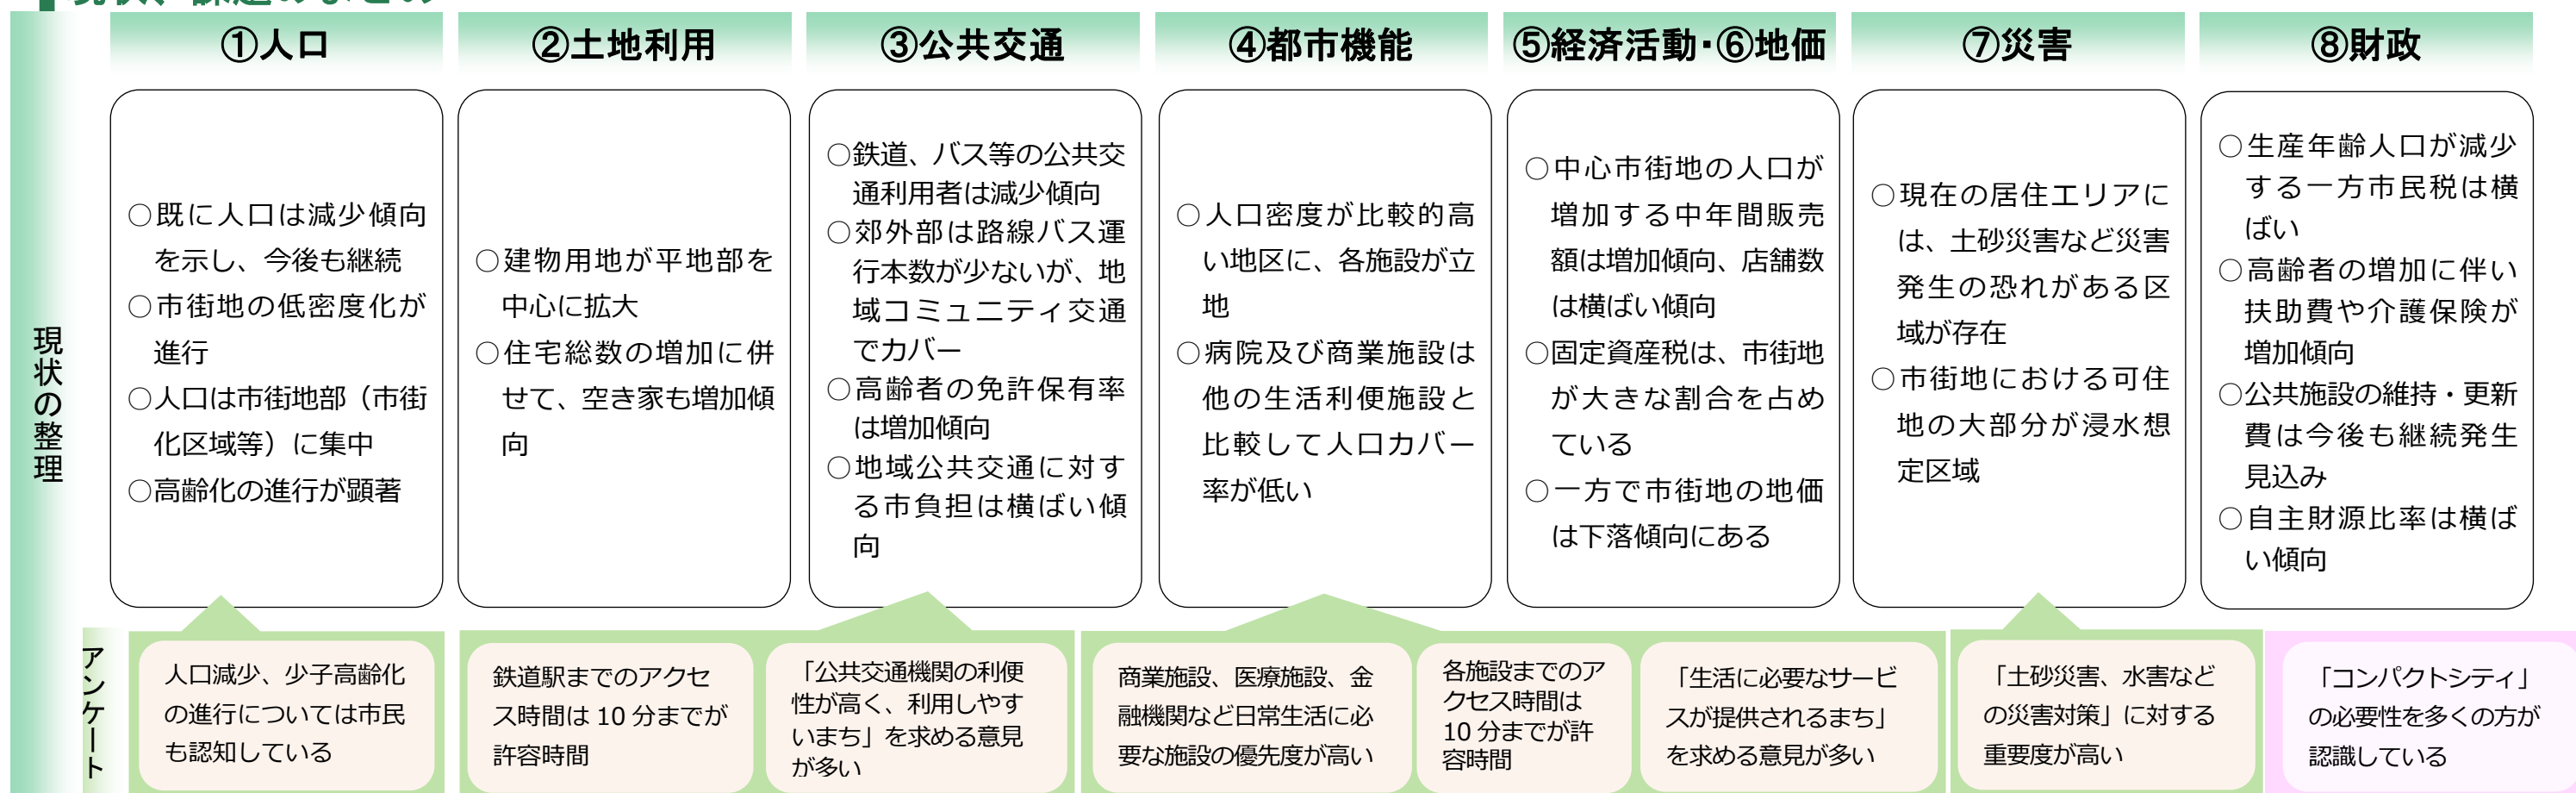 現状、課題のまとめ
①人口
②土地利用
③公共交通
④都市機能
⑤経済活動・⑥地価
⑦災害
⑧財政
現状の整理
○既に人口は減少傾向
を示し、今後も継続
○市街地の低密度化が
進行
○人口は市街地部（市街
化区域等）に集中
○高齢化の進行が顕著
○建物用地が平地部を
中心に拡大
○住宅総数の増加に併
せて、空き家も増加傾
向
○鉄道、バス等の公共交
通利用者は減少傾向
○郊外部は路線バス運
行本数が少ないが、地
域コミュニティ交通
でカバー
○高齢者の免許保有率
は増加傾向
○地域公共交通に対す
る市負担は横ばい傾
向
○人口密度が比較的高
い地区に、各施設が立
地
○病院及び商業施設は
他の生活利便施設と
比較して人口カバー
率が低い
○中心市街地の人口が
増加する中年間販売
額は増加傾向、店舗数
は横ばい傾向
○固定資産税は、市街地
が大きな割合を占め
ている
○一方で市街地の地価
は下落傾向にある
○現在の居住エリアに
は、土砂災害など災害
発生の恐れがある区
域が存在
○市街地における可住
地の大部分が浸水想
定区域
○生産年齢人口が減少
する一方市民税は横
ばい
○高齢者の増加に伴い
扶助費や介護保険が
増加傾向
○公共施設の維持・更新
費は今後も継続発生
見込み
○自主財源比率は横ば
い傾向
アンケート
人口減少、少子高齢化
の進行については市民
も認知している
鉄道駅までのアクセ
ス時間は 10 分までが
許容時間
「公共交通機関の利便
性が高く、利用しやす
いまち」を求める意見
が多い
商業施設、医療施設、金
融機関など日常生活に必
要な施設の優先度が高い
各施設までのア
クセス時間は
10 分までが許
容時間
「生活に必要なサービ
スが提供されるまち」
を求める意見が多い
「土砂災害、水害など
の災害対策」に対する
重要度が高い
「コンパクトシティ」
の必要性を多くの方が
認識している